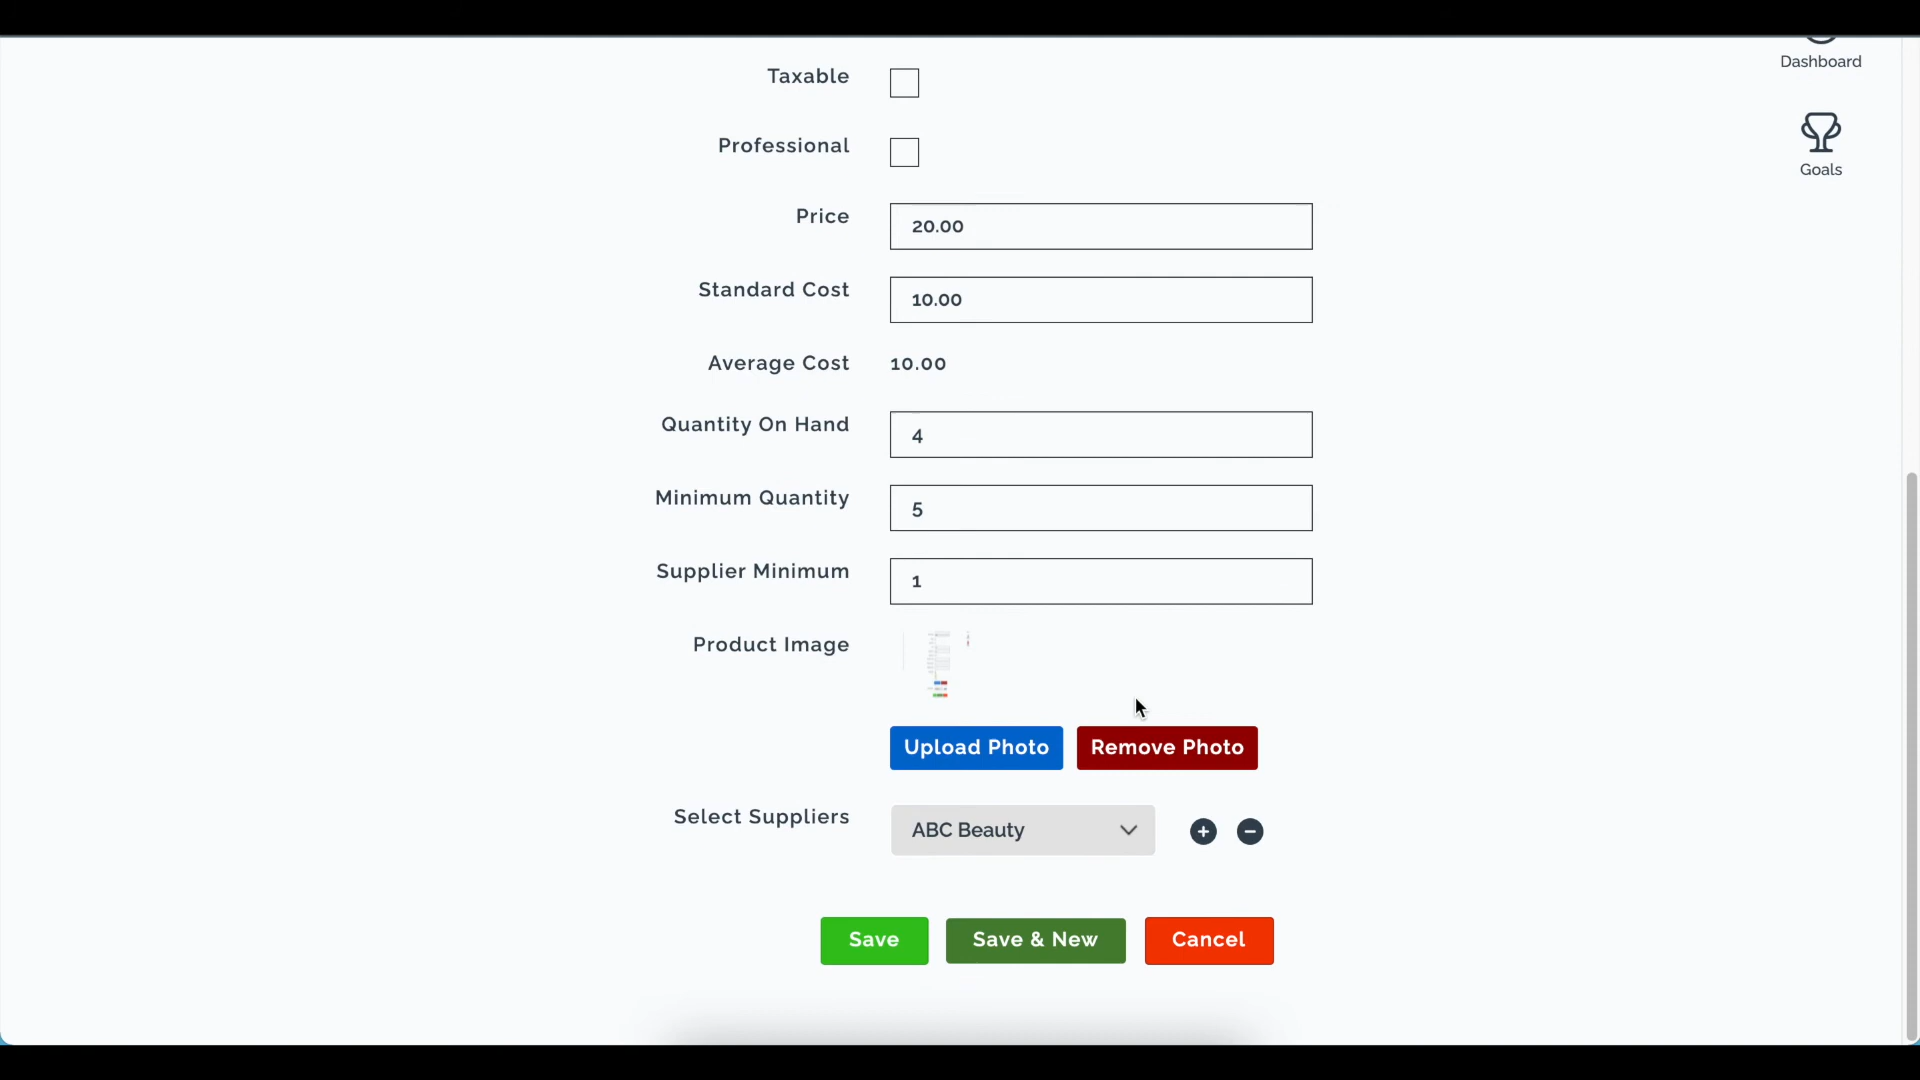 Dashboard
Taxable
Professional
Goals
Price 20.00
Standard Cost 10.00
Average Cost 10.00
Quantity On Hand 4
Minimum Quantity 5
Supplier Minimum 1
Product Image
Upload Photo Remove Photo
Select Suppliers ABC Beauty
Save Save & New Cancel